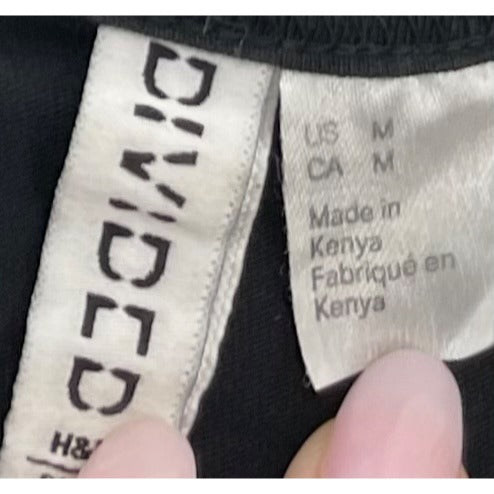 DIVIDED
H&
US M
CA M
Made in
Kenya
Fabriqué en
Kenya